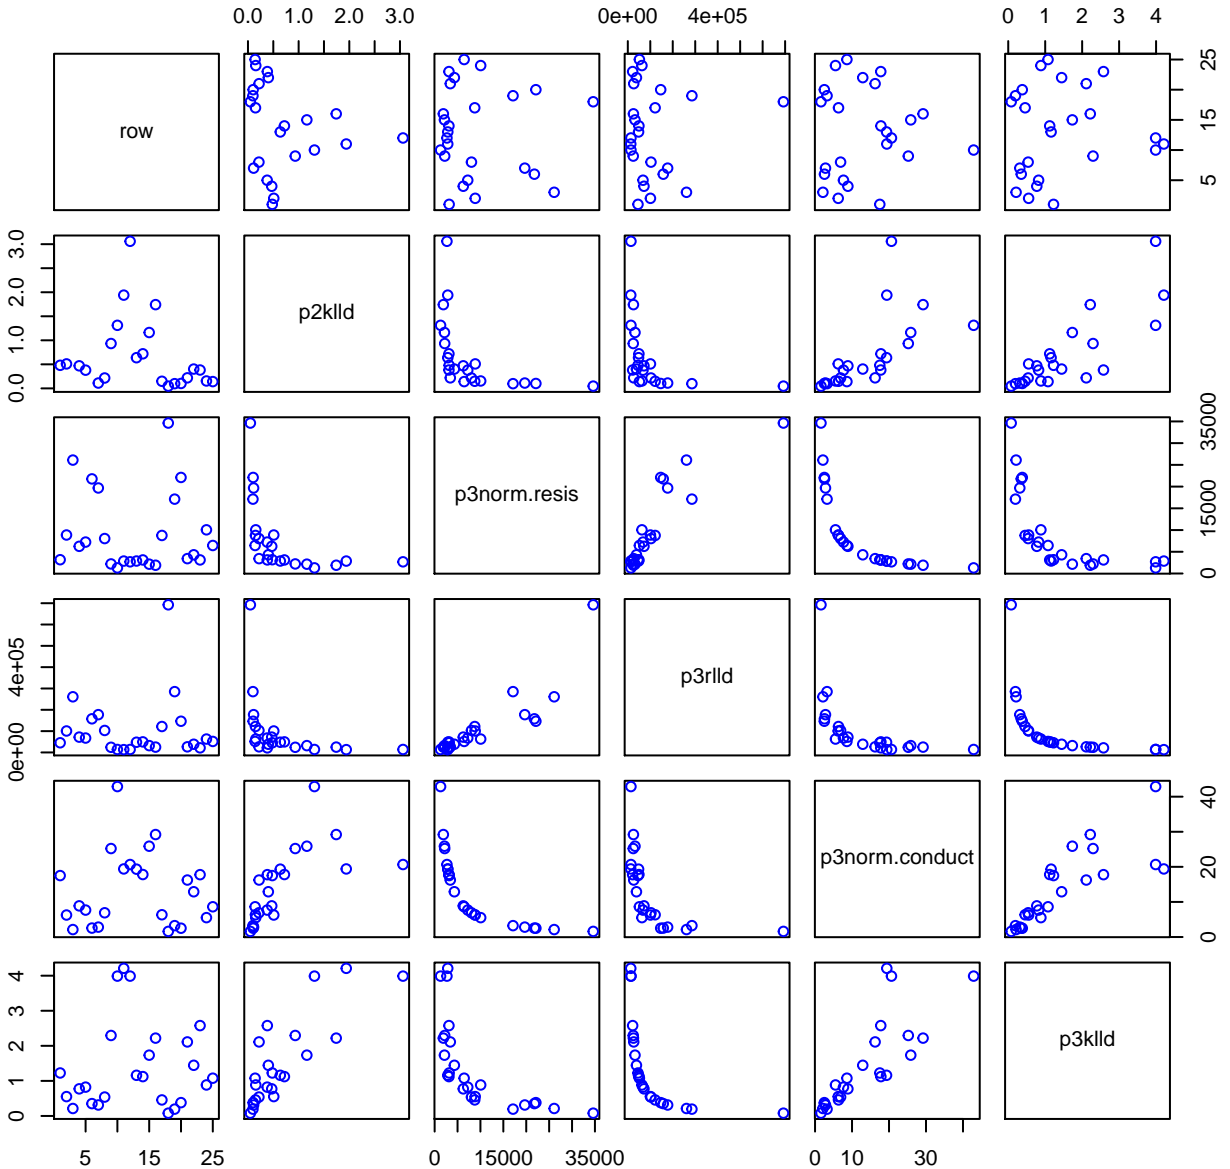 0.0 1.0 2.0 3.0 0e+00 4e+05 0 1 2 3 4
row 5 15 25
0.0 1.0 2.0 3.0 p2klld
p3norm.resis 0 15000 35000
0e+00 4e+05 p3rlld
p3norm.conduct 0 20 40
0 1 2 3 4 p3klld
5 15 25 0 15000 35000 0 10 30